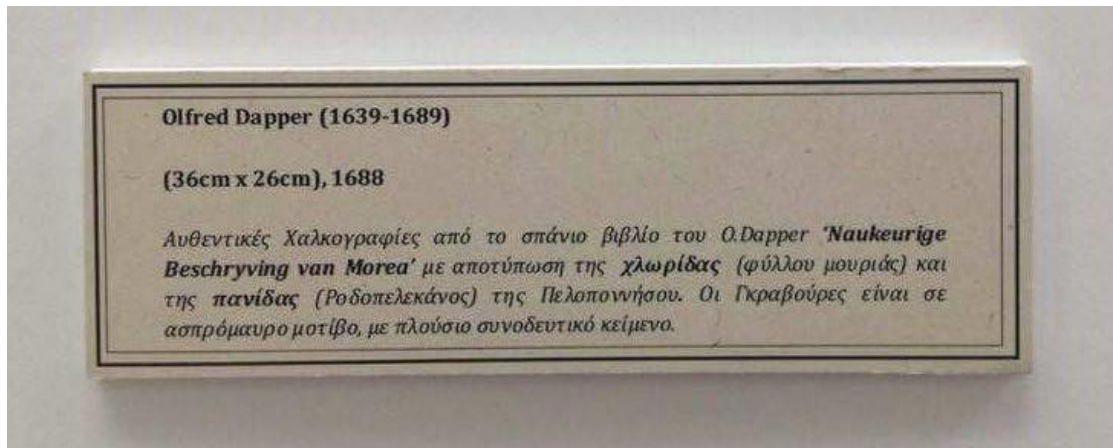 Olfred Dapper (1639-1689)
(36cm x 26cm), 1688
Αυθεντικές Χαλκογραφίες από το σπάνιο βιβλίο του O.Dapper ‘Naukeurige
Beschryving van Morea’ με αποτύπωση της χλωρίδας (φύλλου μουριάς) και
της πανίδας (Ροδοπελεκάνος) της Πελοποννήσου. Οι Γκραβούρες είναι σε
ασπρόμαυρο μοτίβο, με πλούσιο συνοδευτικό κείμενο.